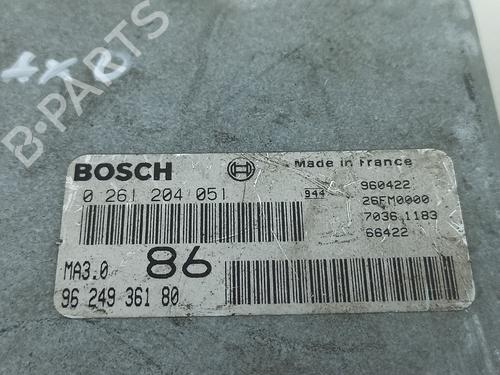 B-PARTS
BOSCH
Made in France
0 261 204 051
944
960422
26FM0000
7036.1183
66422
MA3.0
86
96 249 361 80